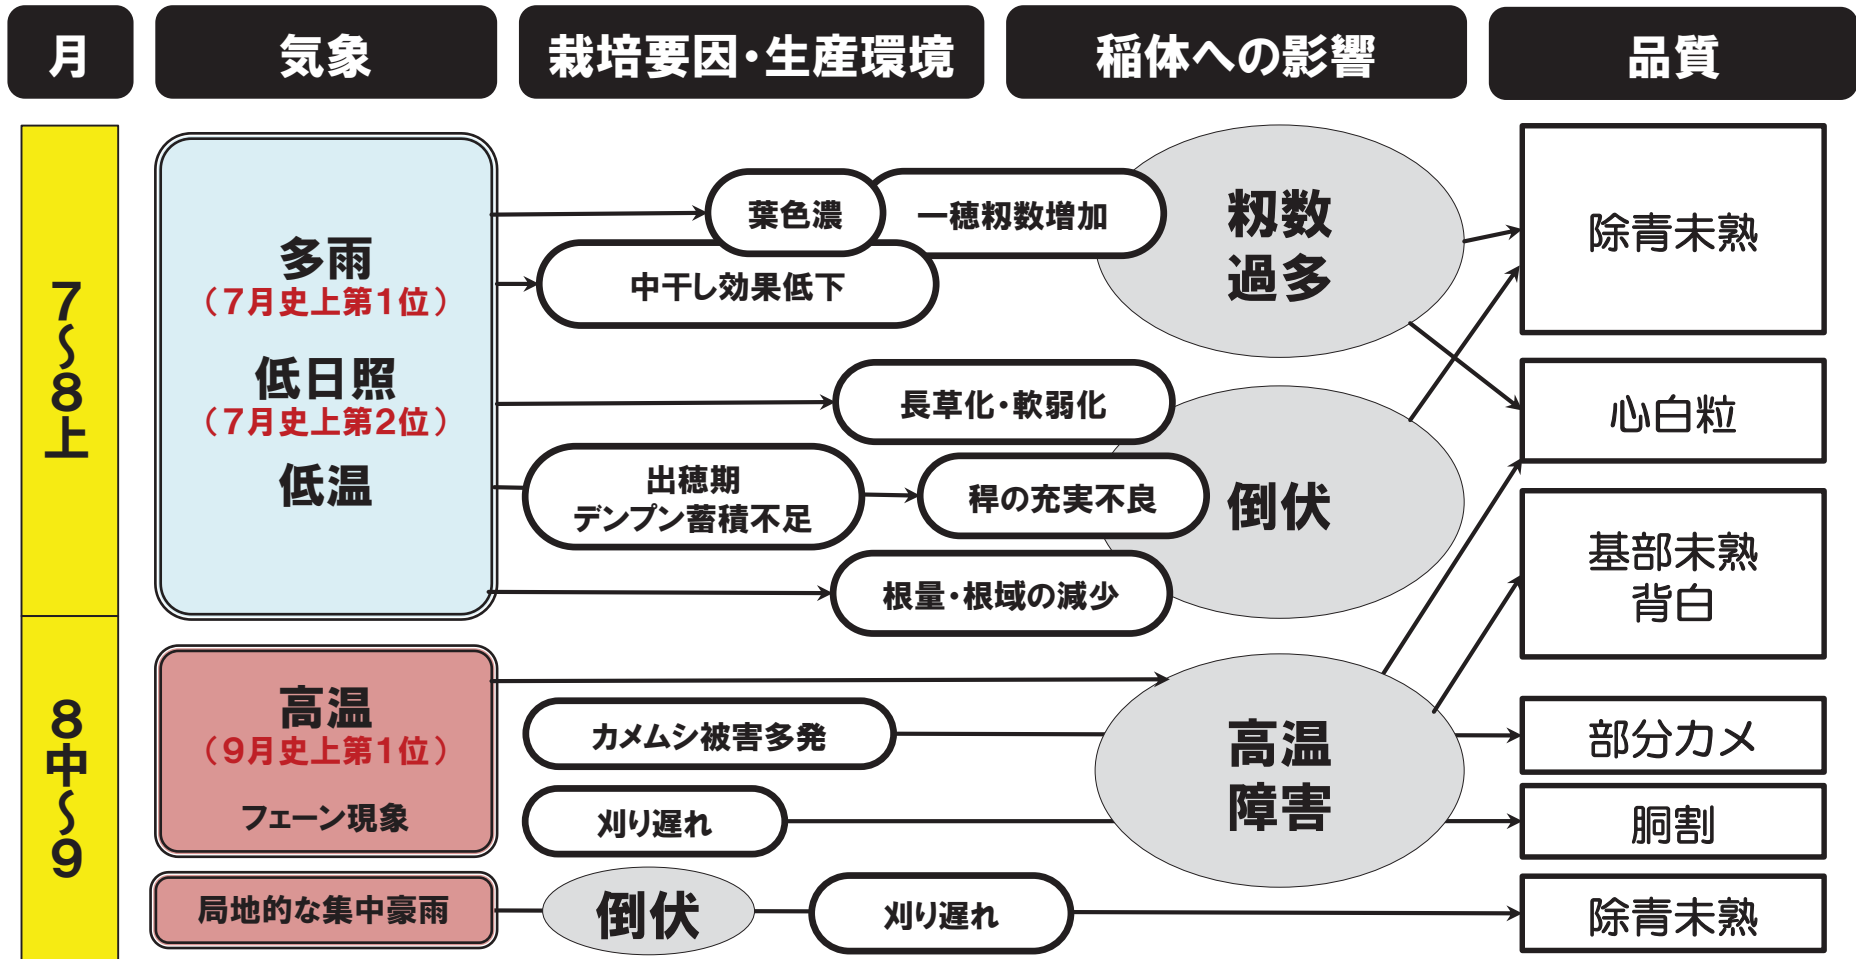 月
気象
栽培要因・生産環境
稲体への影響
品質
7～8上
多雨
（7月史上第1位）
低日照
（7月史上第2位）
低温
葉色濃
一穂籾数増加
中干し効果低下
長草化・軟弱化
出穂期
デンプン蓄積不足
稈の充実不良
根量・根域の減少
籾数
過多
倒伏
除青未熟
心白粒
基部未熟
背白
8中～9
高温
（9月史上第1位）
フェーン現象
カメムシ被害多発
刈り遅れ
高温
障害
部分カメ
胴割
局地的な集中豪雨
倒伏
刈り遅れ
除青未熟